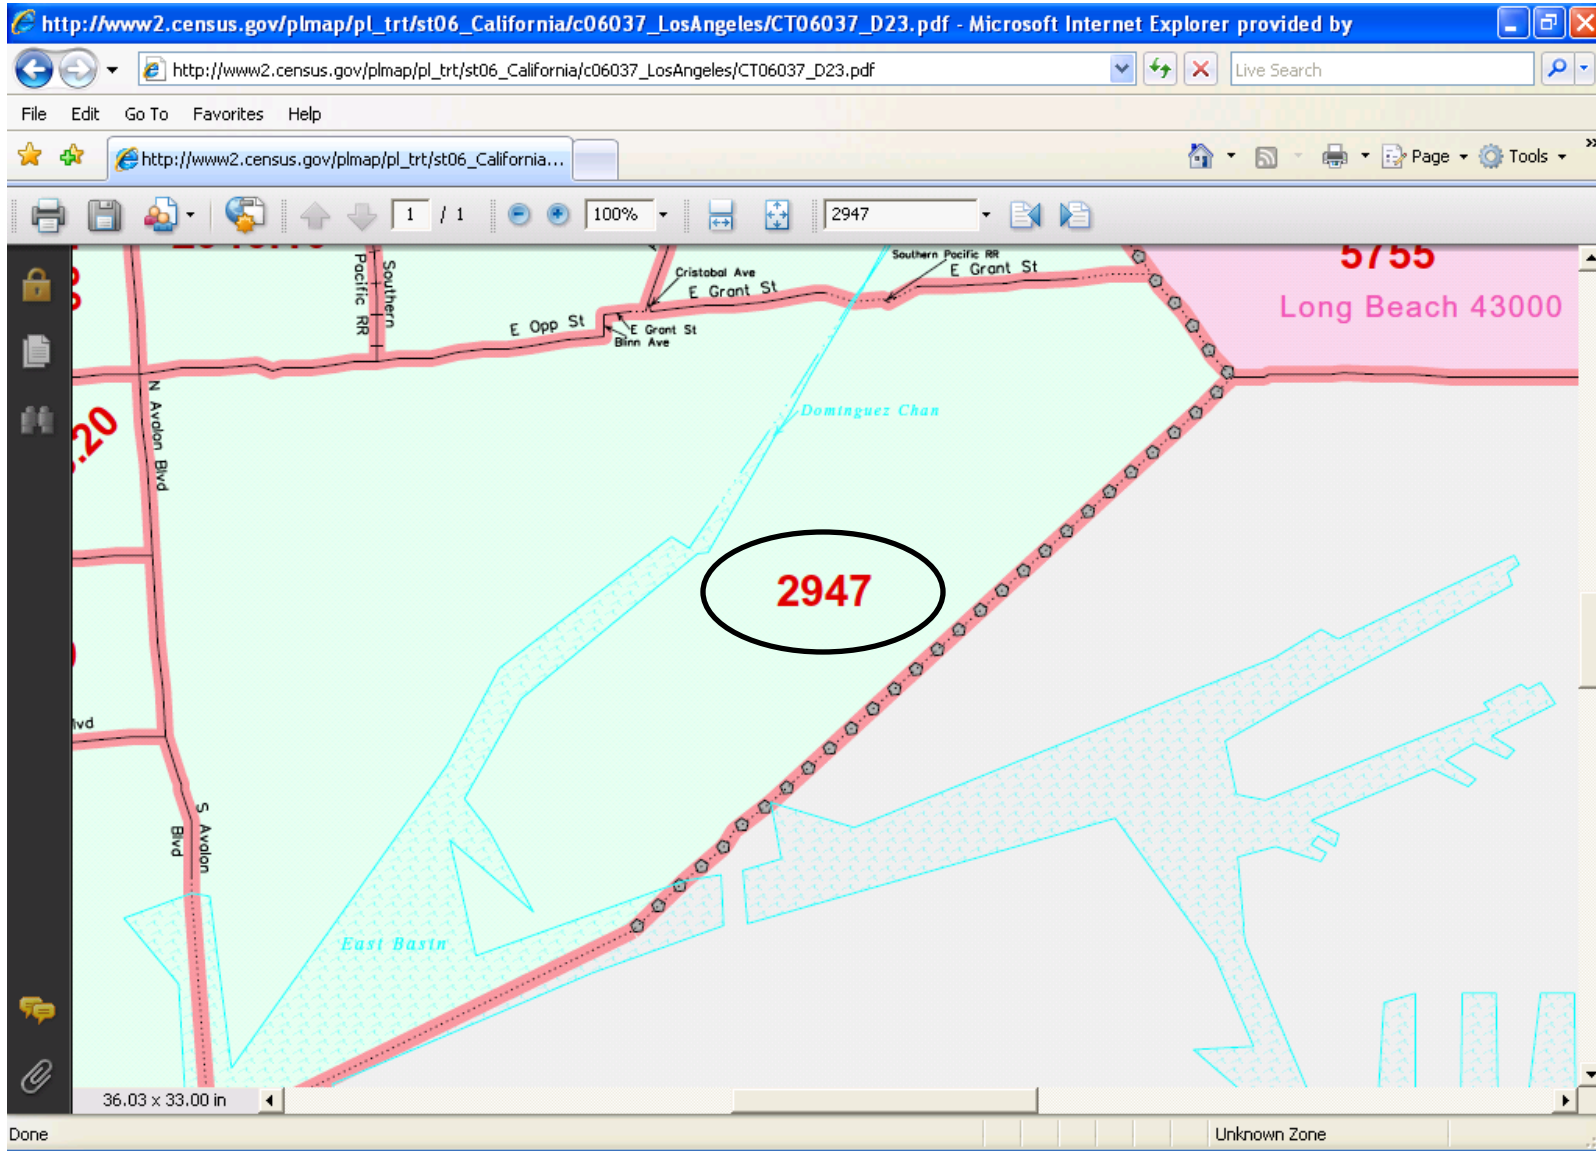 http://www2.census.gov/plmap/pl_trt/st06_California/c06037_LosAngeles/CT06037_D23.pdf - Microsoft Internet Explorer provided by
http://www2.census.gov/plmap/pl_trt/st06_California/c06037_LosAngeles/CT06037_D23.pdf
Live Search
File Edit Go To Favorites Help
http://www2.census.gov/plmap/pl_trt/st06_California...
Page Tools »
1 / 1 100% 2947
5755
Long Beach 43000
Southern Pacific RR
Southern Pacific RR
E Grant St
Cristobal Ave
E Grant St
E Opp St
E Grant St
Blinn Ave
N Avalon Blvd
.20
Dominguez Chan
2947
lvd
S Avalon Blvd
East Basin
36.03 x 33.00 in
Done
Unknown Zone